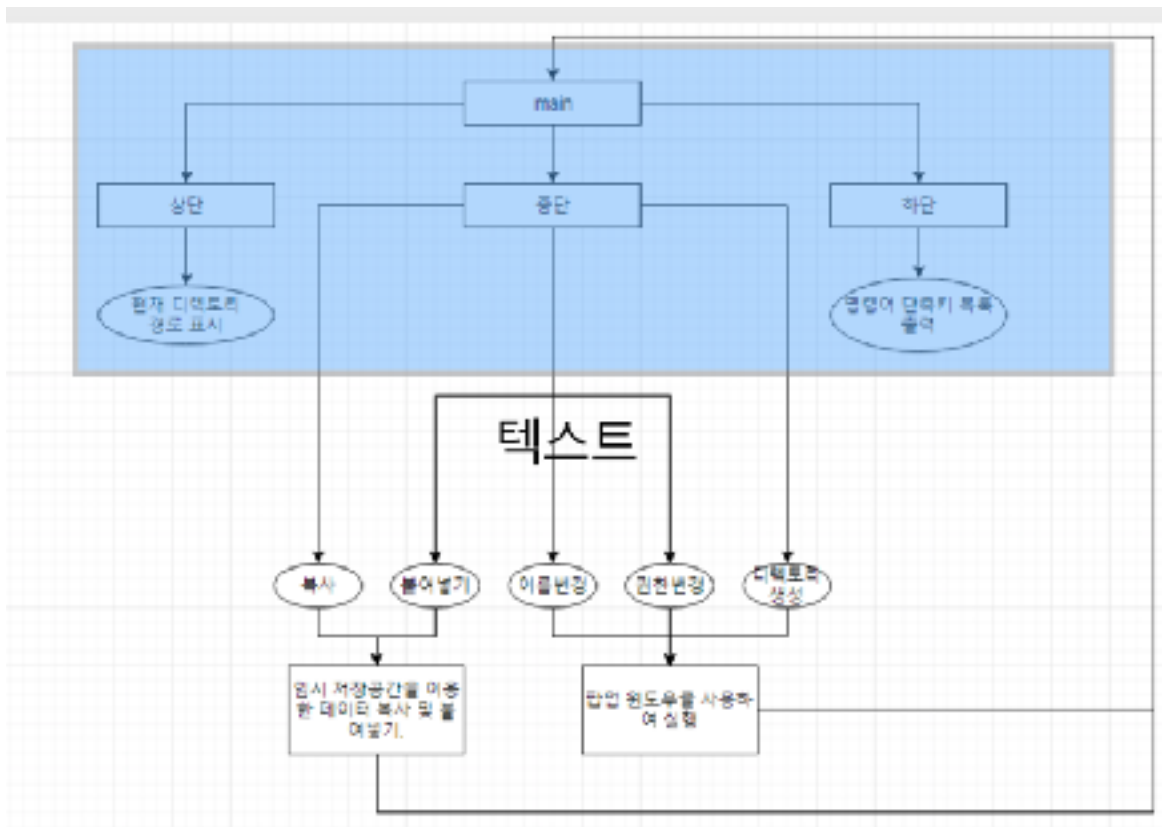 main
상단
중단
하단
현재 디렉토리
경로 표시
명령어 단축키 목록
출력
텍스트
복사
붙여넣기
이름변경
권한변경
디렉토리
생성
임시 저장공간을 이용
한 데이터 복사 및 붙
여넣기.
팝업 윈도우를 사용하
여 실행